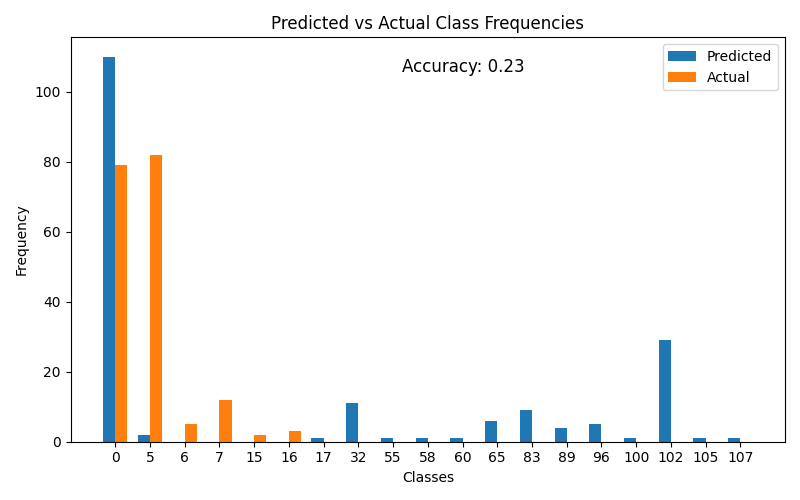 Predicted vs Actual Class Frequencies
Accuracy: 0.23
Predicted
Actual
Frequency
100
80
60
40
20
0
0 5 6 7 15 16 17 32 55 58 60 65 83 89 96 100 102 105 107
Classes